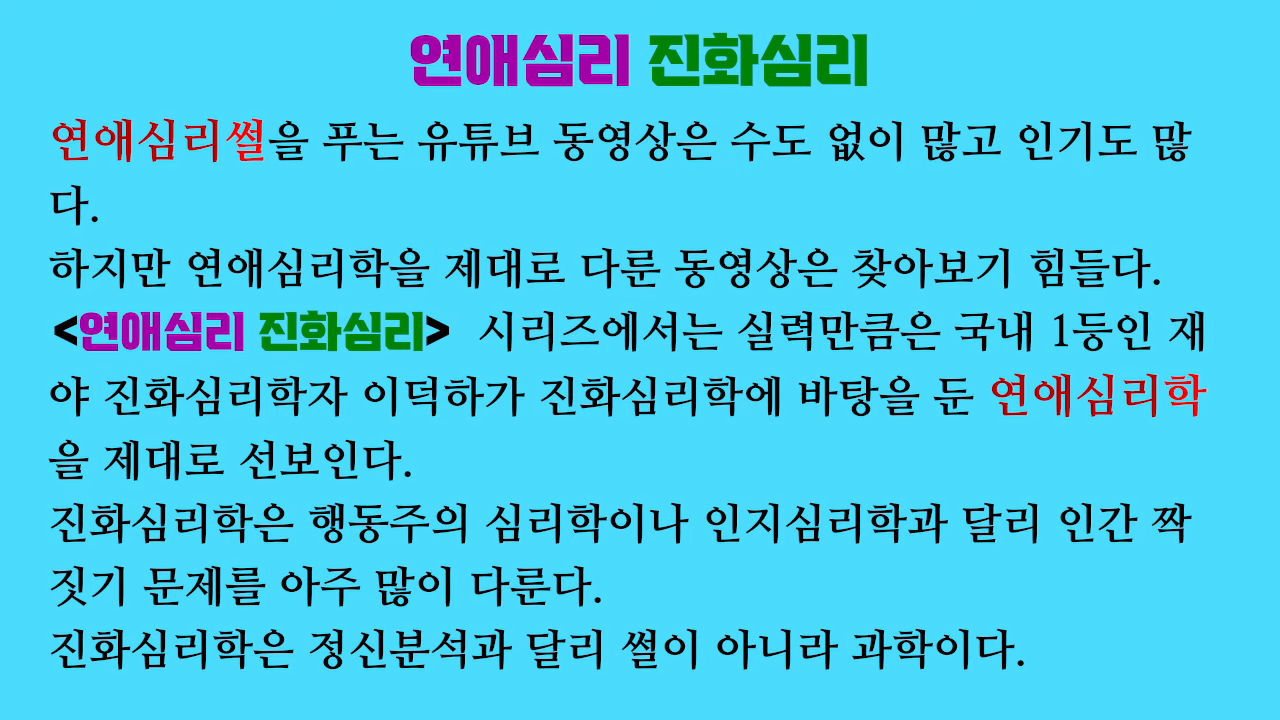 연애심리 진화심리
연애심리썰을 푸는 유튜브 동영상은 수도 없이 많고 인기도 많
다.
하지만 연애심리학을 제대로 다룬 동영상은 찾아보기 힘들다.
<연애심리 진화심리> 시리즈에서는 실력만큼은 국내 1등인 재
야 진화심리학자 이덕하가 진화심리학에 바탕을 둔 연애심리학
을 제대로 선보인다.
진화심리학은 행동주의 심리학이나 인지심리학과 달리 인간 짝
짓기 문제를 아주 많이 다룬다.
진화심리학은 정신분석과 달리 썰이 아니라 과학이다.